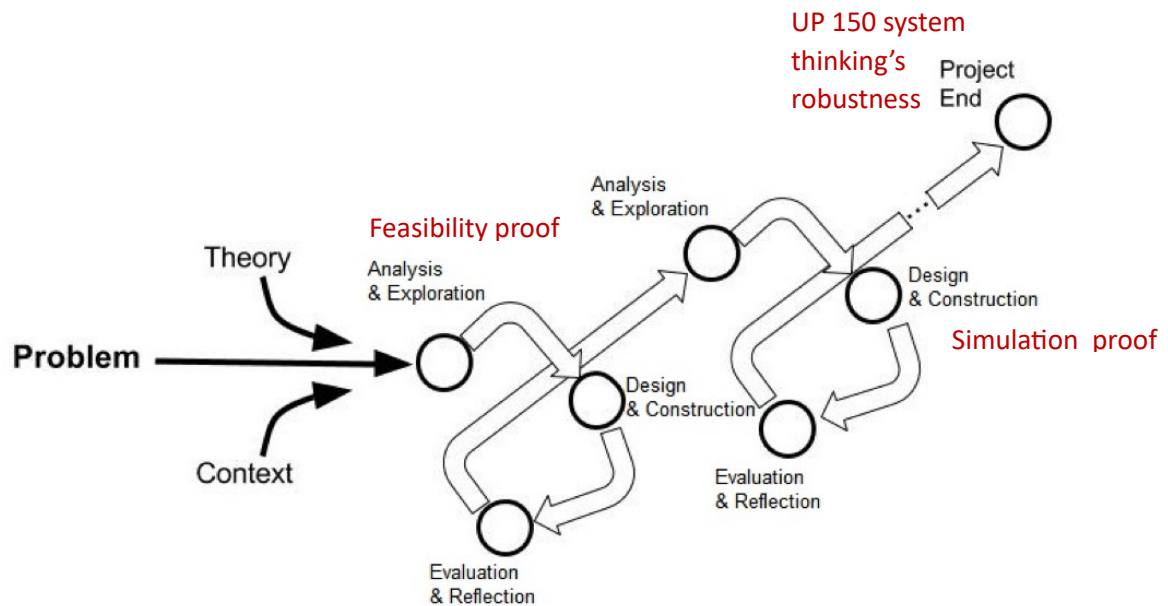 UP 150 system
thinking’s
robustness
Project
End
Analysis
& Exploration
Feasibility proof
Theory
Analysis
& Exploration
Design
& Construction
Simulation proof
Problem
Design
& Construction
Context
Evaluation
& Reflection
Evaluation
& Reflection